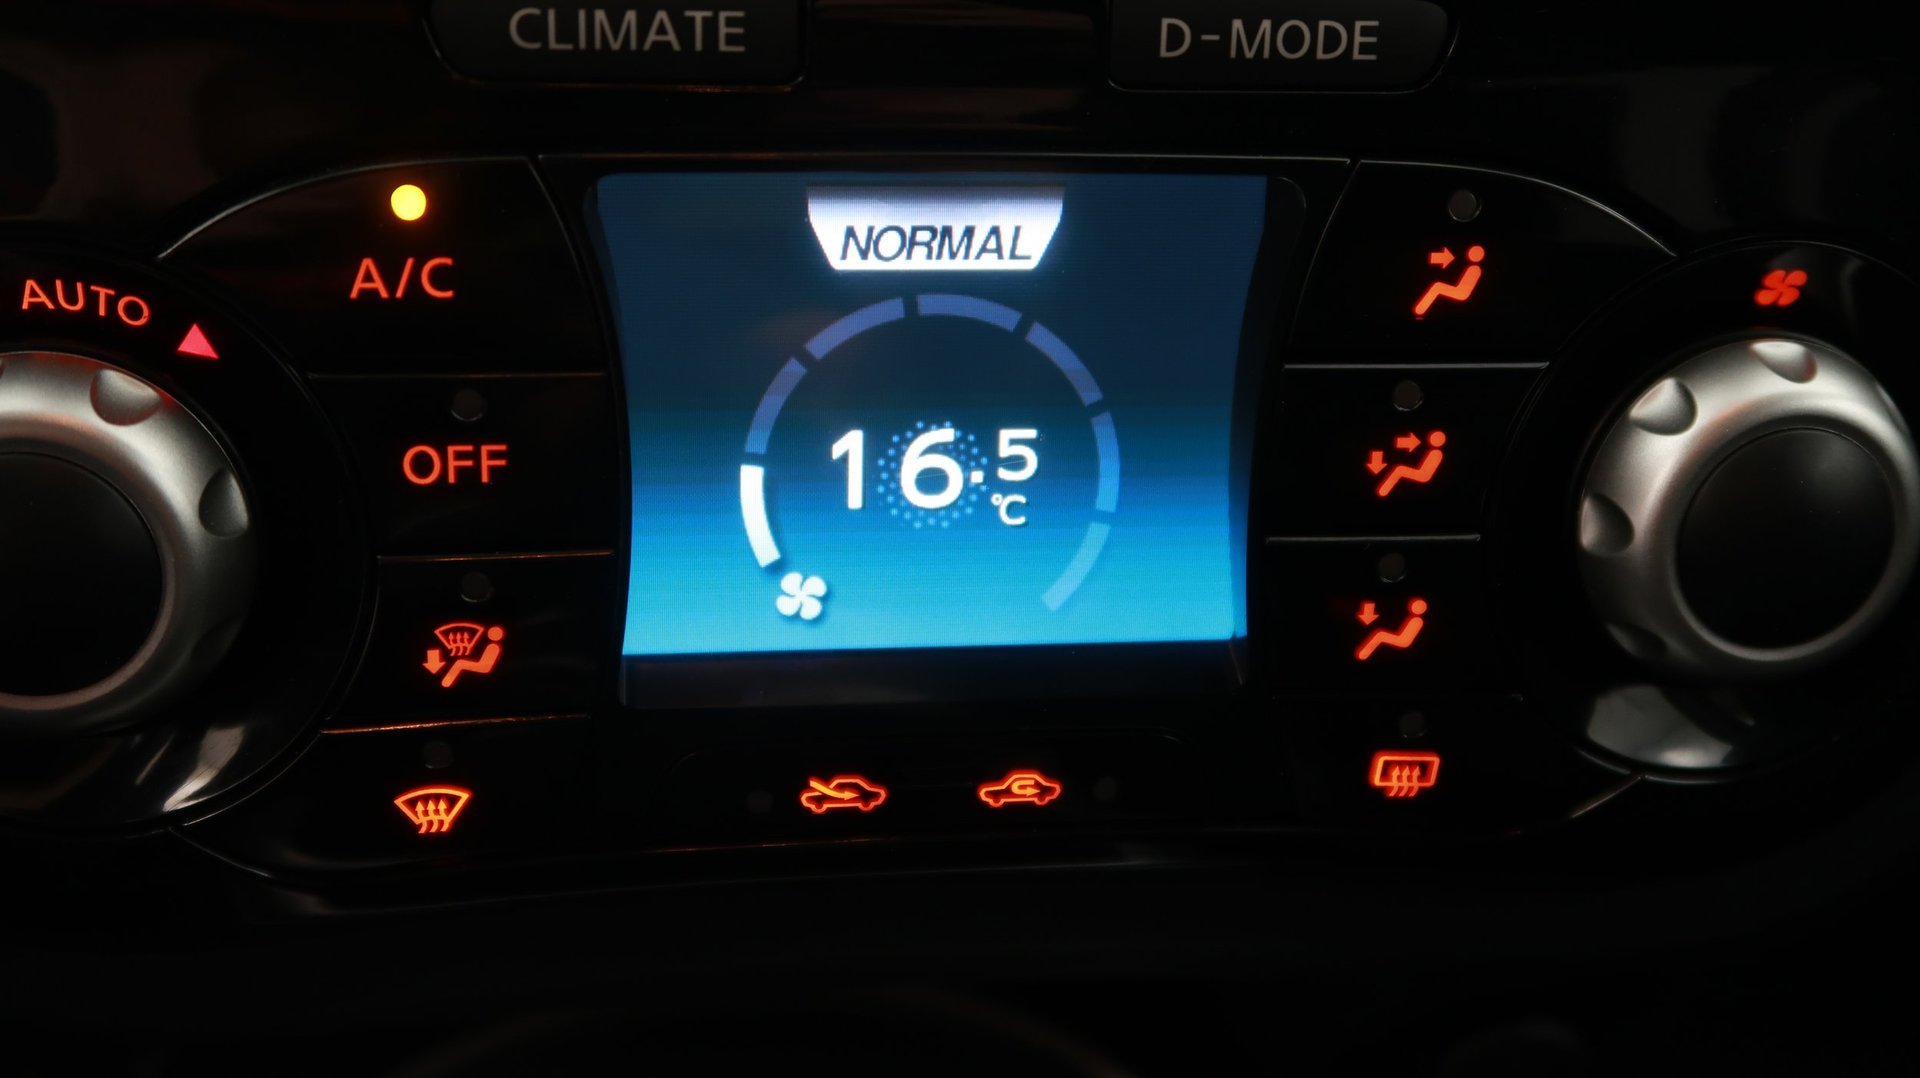 CLIMATE
D-MODE
NORMAL
A/C
AUTO
OFF
16.5
°C